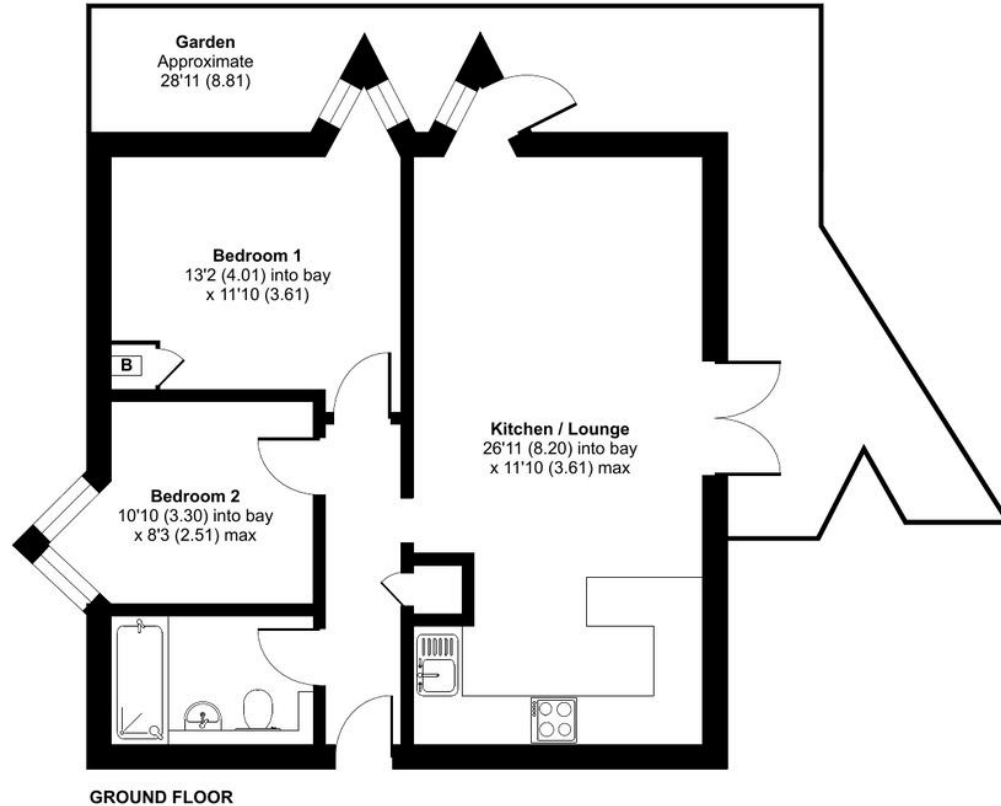 Garden
Approximate
28'11 (8.81)
Bedroom 1
13'2 (4.01) into bay
x 11'10 (3.61)
B
Kitchen / Lounge
26'11 (8.20) into bay
x 11'10 (3.61) max
Bedroom 2
10'10 (3.30) into bay
x 8'3 (2.51) max
GROUND FLOOR